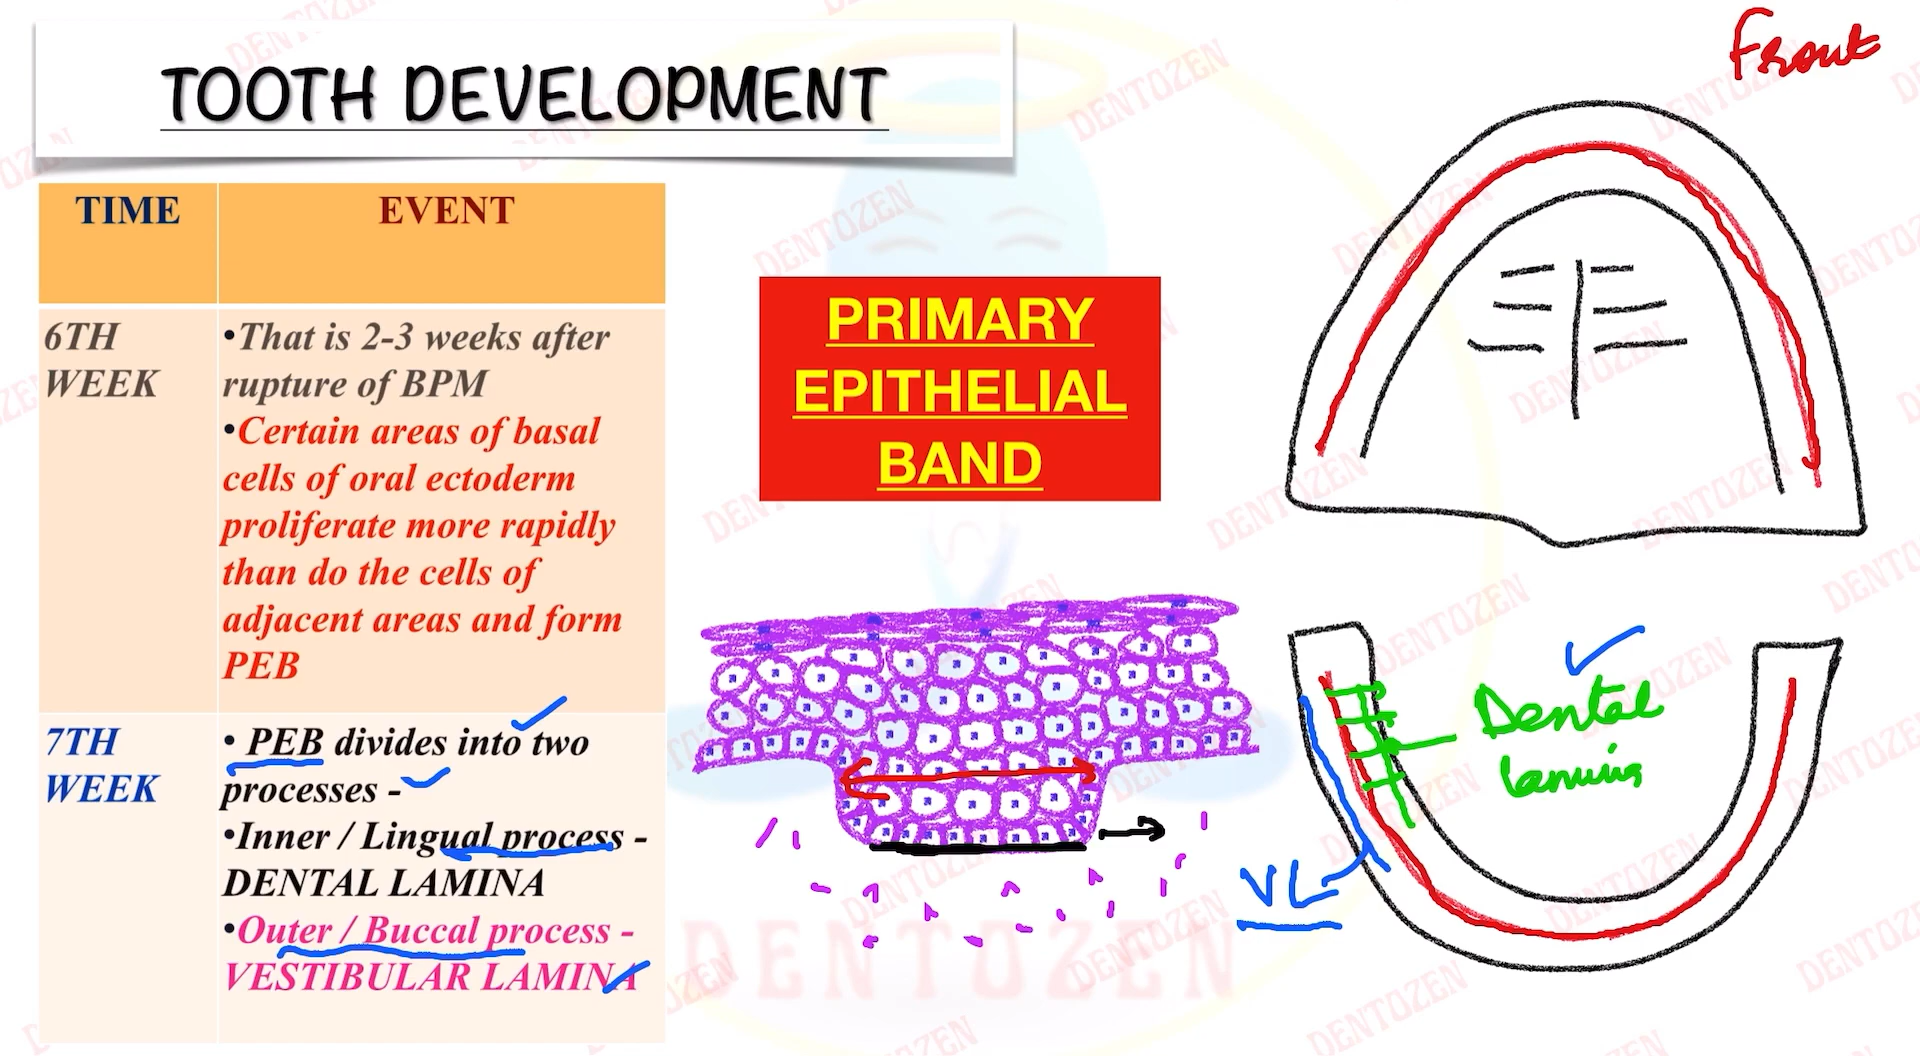 Front
TOOTH DEVELOPMENT
TIME
EVENT
6TH
WEEK
•That is 2-3 weeks after
rupture of BPM
•Certain areas of basal
cells of oral ectoderm
proliferate more rapidly
than do the cells of
adjacent areas and form
PEB
7TH
WEEK
• PEB divides into two
processes -
•Inner / Lingual process -
DENTAL LAMINA
•Outer / Buccal process -
VESTIBULAR LAMINA
PRIMARY
EPITHELIAL
BAND
Dental
lamina
VL
DENTOZEN